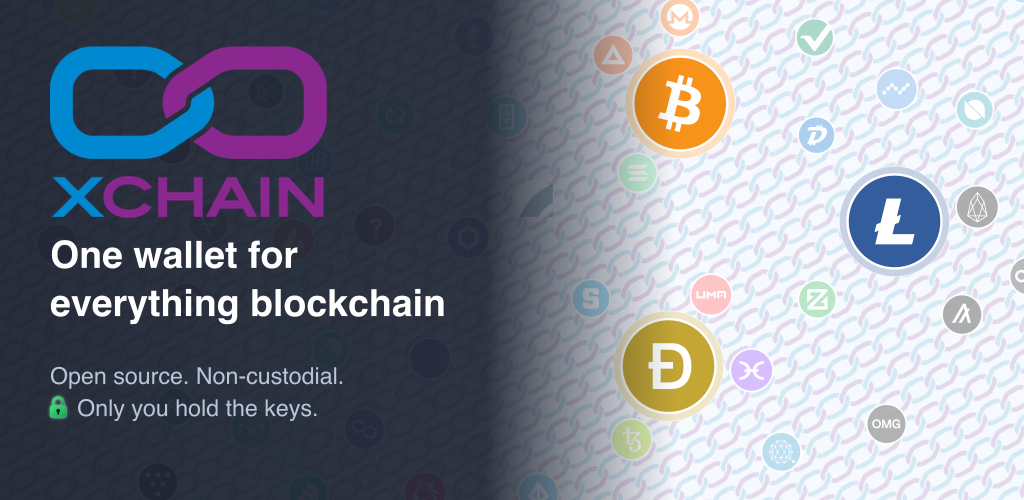 XCHAIN
One wallet for
everything blockchain
Open source. Non-custodial.
Only you hold the keys.
UMA
OMG